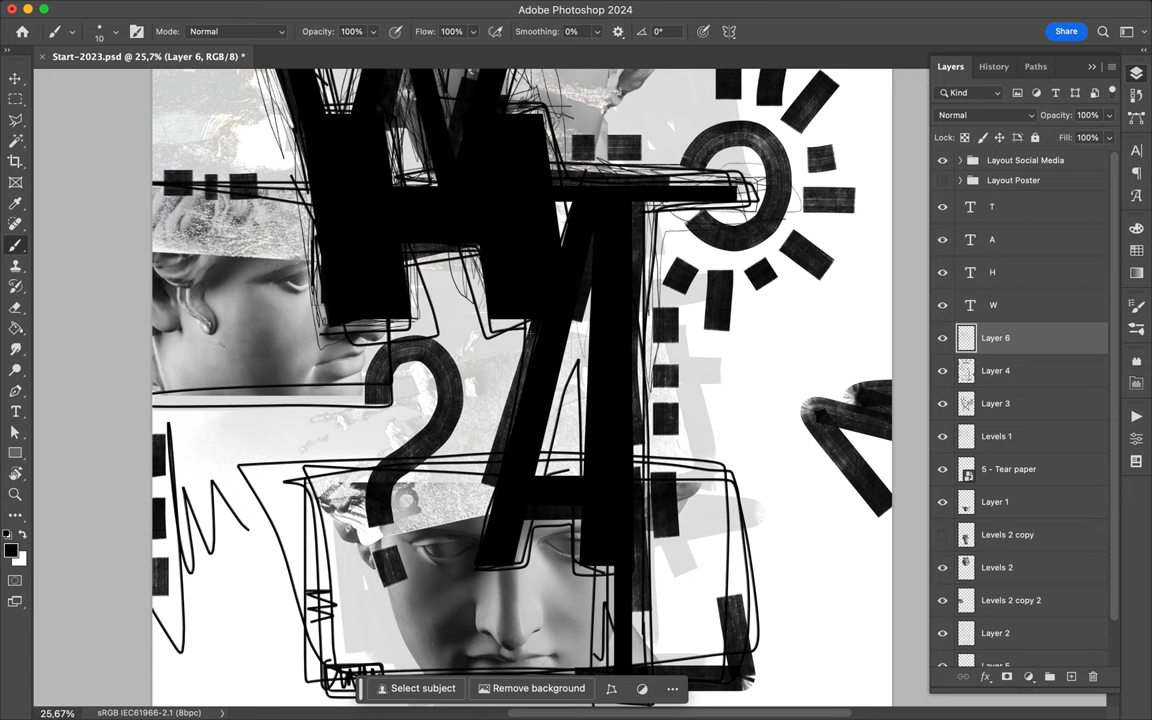 Adobe Photoshop 2024
10
Mode: Normal Opacity: 100% Flow: 100% Smoothing: 0% 0° Share
Start-2023.psd @ 25,7% (Layer 6, RGB/8) *
Layers History Paths
Kind
Normal Opacity: 100%
Lock: Fill: 100%
Layout Social Media
Layout Poster
T
A
H
W
Layer 6
Layer 4
Layer 3
Levels 1
5 - Tear paper
Layer 1
Levels 2 copy
Levels 2
Levels 2 copy 2
Layer 2
W H A T
?
Select subject Remove background
25,67% sRGB IEC61966-2.1 (8bpc)